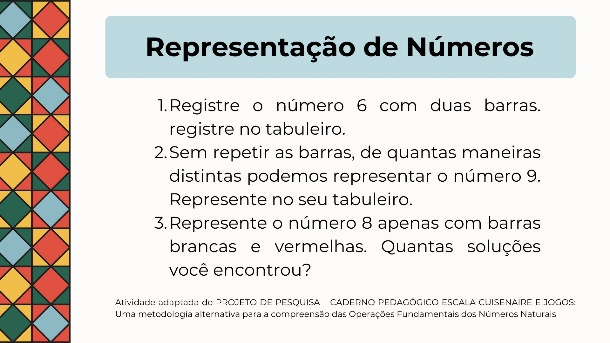 Representação de Números
1. Registre o número 6 com duas barras.
registre no tabuleiro.
2. Sem repetir as barras, de quantas maneiras
distintas podemos representar o número 9.
Represente no seu tabuleiro.
3. Represente o número 8 apenas com barras
brancas e vermelhas. Quantas soluções
você encontrou?
Atividade adaptada de PROJETO DE PESQUISA - CADERNO PEDAGÓGICO ESCALA CUISENAIRE E JOGOS:
Uma metodologia alternativa para a compreensão das Operações Fundamentais dos Números Naturais